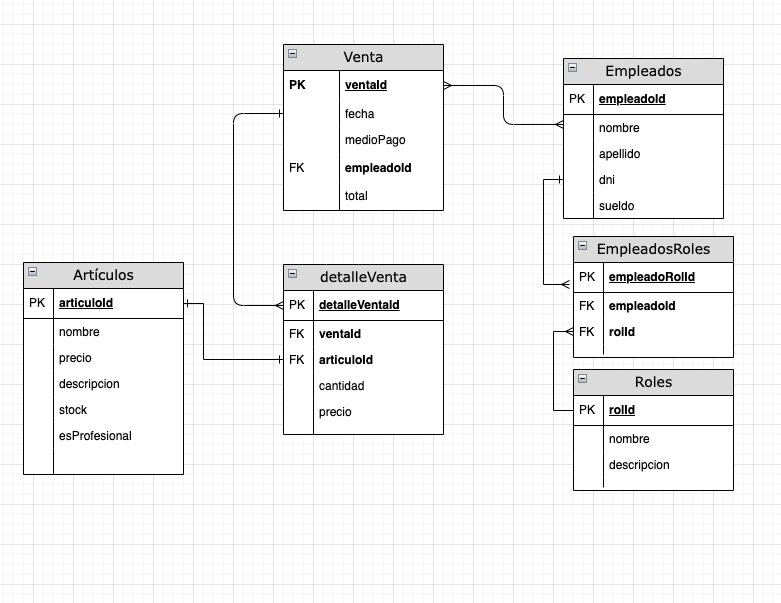 Venta
PK ventaId
fecha
medioPago
FK empleadoId
total
Empleados
PK empleadoId
nombre
apellido
dni
sueldo
EmpleadosRoles
PK empleadoRolId
FK empleadoId
FK rolId
Artículos
PK articuloId
nombre
precio
descripcion
stock
esProfesional
detalleVenta
PK detalleVentaId
FK ventaId
FK articuloId
cantidad
precio
Roles
PK rolId
nombre
descripcion